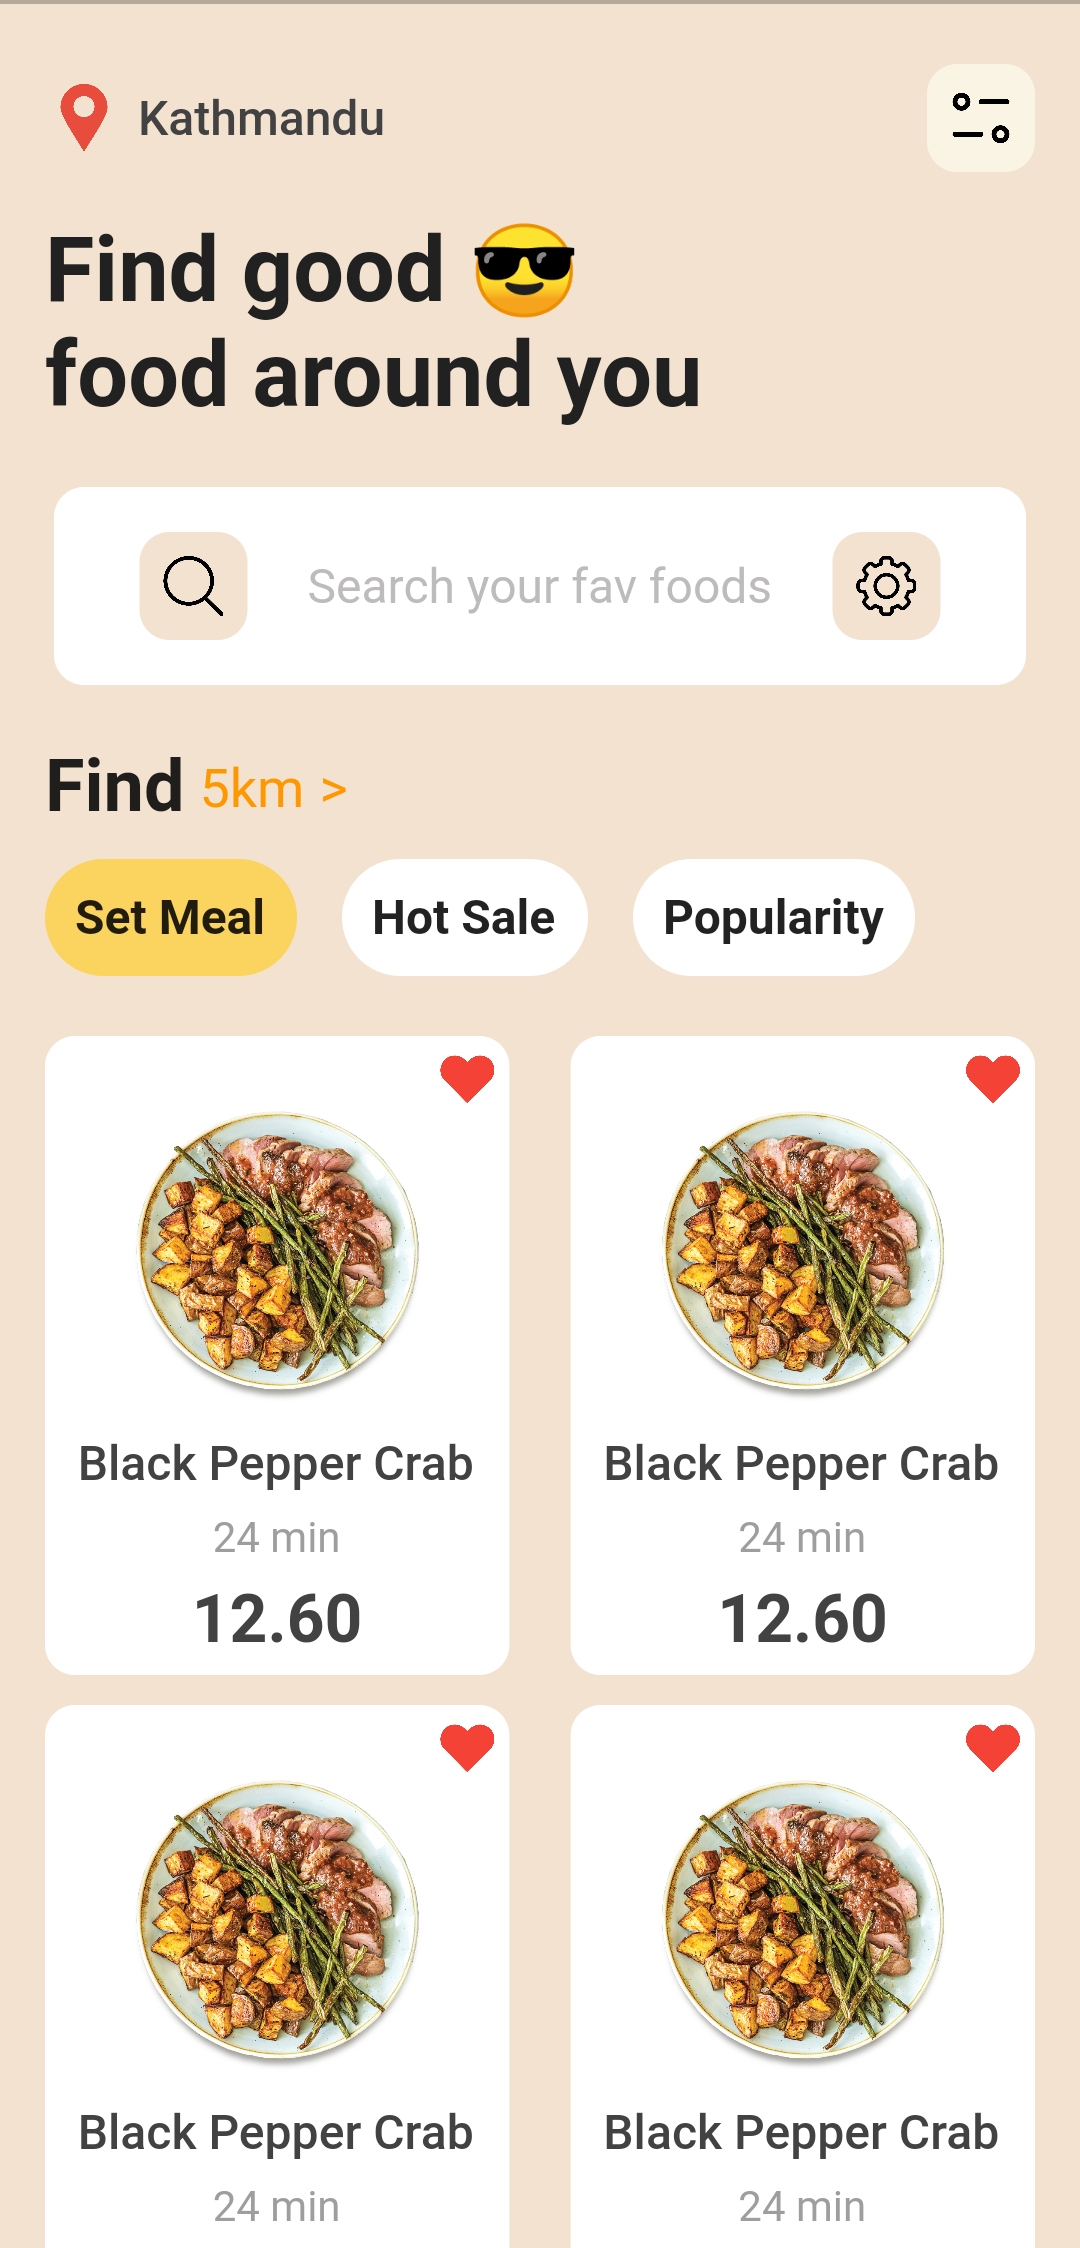 Kathmandu
Find good 😎
food around you
Search your fav foods
Find 5km >
Set Meal Hot Sale Popularity
Black Pepper Crab Black Pepper Crab
24 min 24 min
12.60 12.60
Black Pepper Crab Black Pepper Crab
24 min 24 min